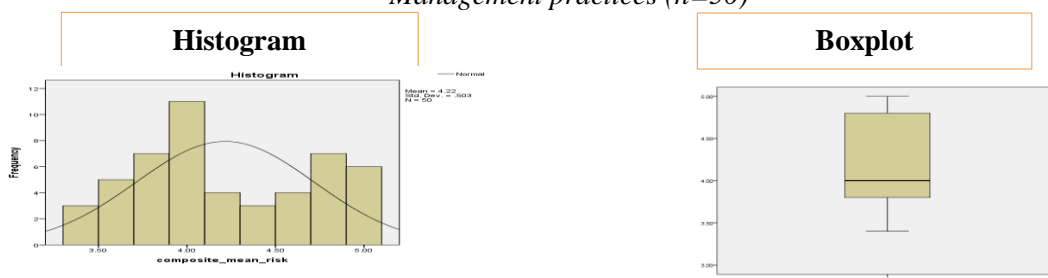 Management practices (n=50)
Histogram
Boxplot
Histogram
Normal
Mean = 4.22
Std. Dev. = .503
N = 50
12
10
8
6
4
2
0
Frequency
3.50 4.00 4.50 5.00
composite_mean_risk
5.00
4.50
4.00
3.50
3.00